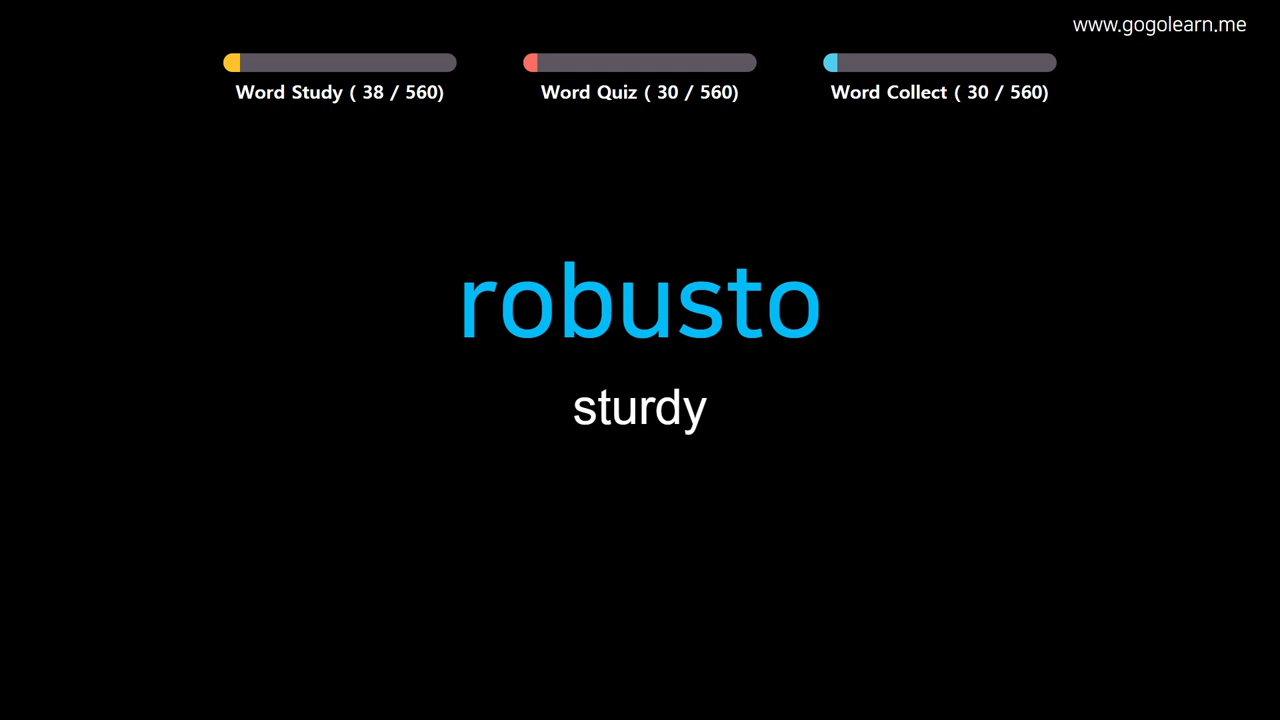 www.gogolearn.me
Word Study ( 38 / 560)
Word Quiz ( 30 / 560)
Word Collect ( 30 / 560)
robusto
sturdy